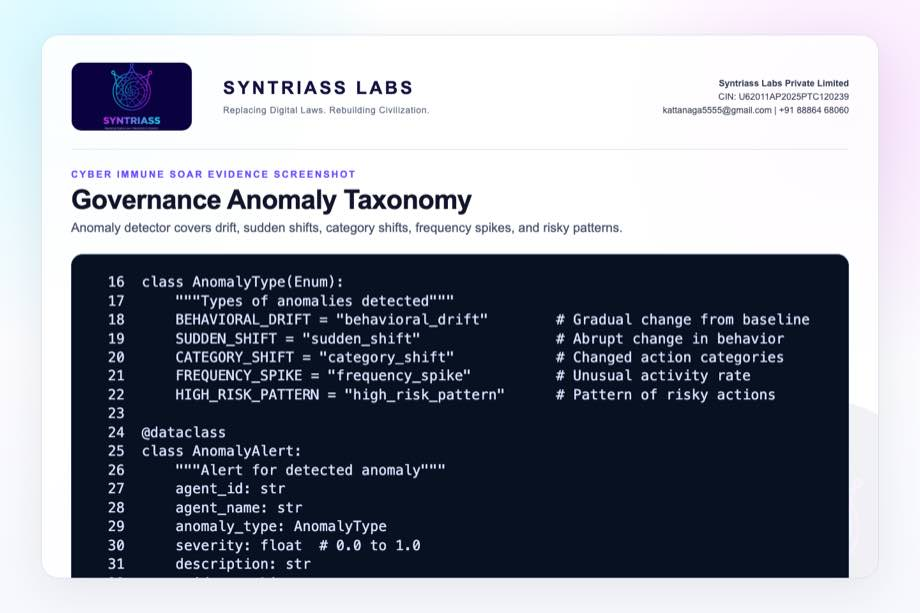 SYNTRIASS
SYNTRIASS LABS
Replacing Digital Laws. Rebuilding Civilization.
Syntriass Labs Private Limited
CIN: U62011AP2025PTC120239
kattanaga5555@gmail.com | +91 88864 68060
CYBER IMMUNE SOAR EVIDENCE SCREENSHOT
Governance Anomaly Taxonomy
Anomaly detector covers drift, sudden shifts, category shifts, frequency spikes, and risky patterns.
16 class AnomalyType(Enum):
17     """Types of anomalies detected"""
18     BEHAVIORAL_DRIFT = "behavioral_drift"        # Gradual change from baseline
19     SUDDEN_SHIFT = "sudden_shift"                # Abrupt change in behavior
20     CATEGORY_SHIFT = "category_shift"            # Changed action categories
21     FREQUENCY_SPIKE = "frequency_spike"          # Unusual activity rate
22     HIGH_RISK_PATTERN = "high_risk_pattern"      # Pattern of risky actions
23
24 @dataclass
25 class AnomalyAlert:
26     """Alert for detected anomaly"""
27     agent_id: str
28     agent_name: str
29     anomaly_type: AnomalyType
30     severity: float  # 0.0 to 1.0
31     description: str